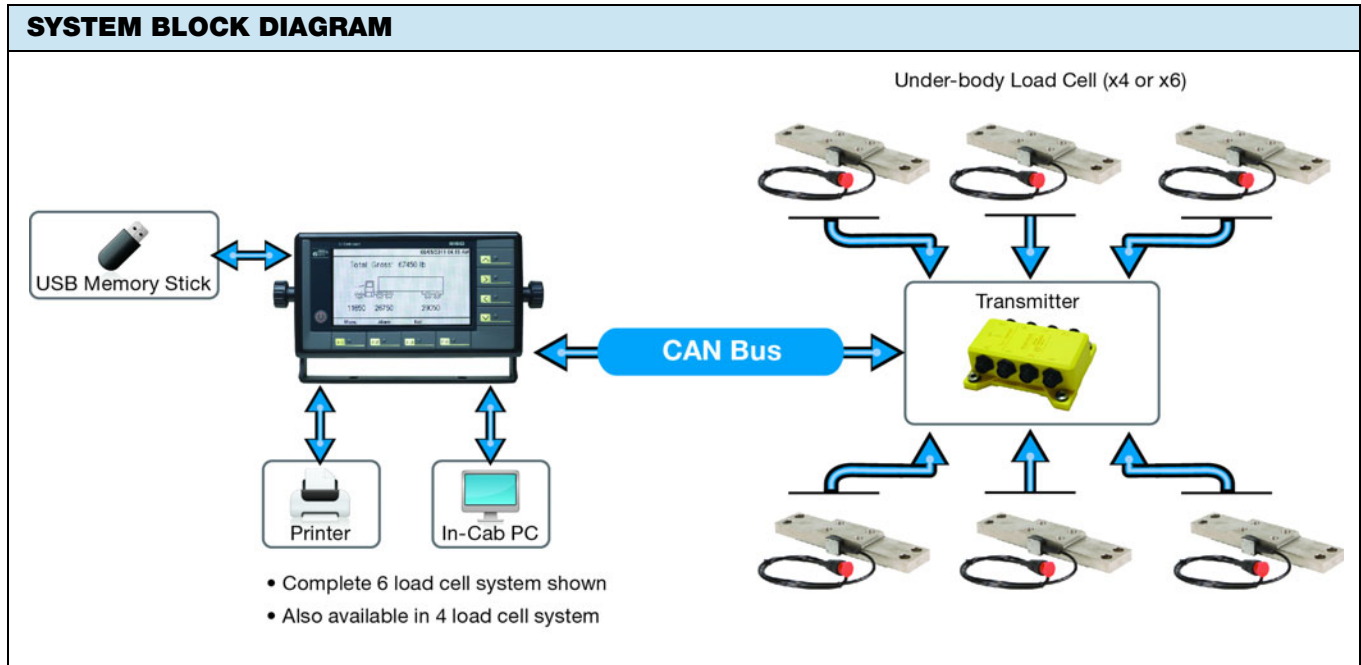 SYSTEM BLOCK DIAGRAM
Under-body Load Cell (x4 or x6)
USB Memory Stick
Total Gross: 67450 lb
26750
Transmitter
CAN Bus
Printer
In-Cab PC
• Complete 6 load cell system shown
• Also available in 4 load cell system